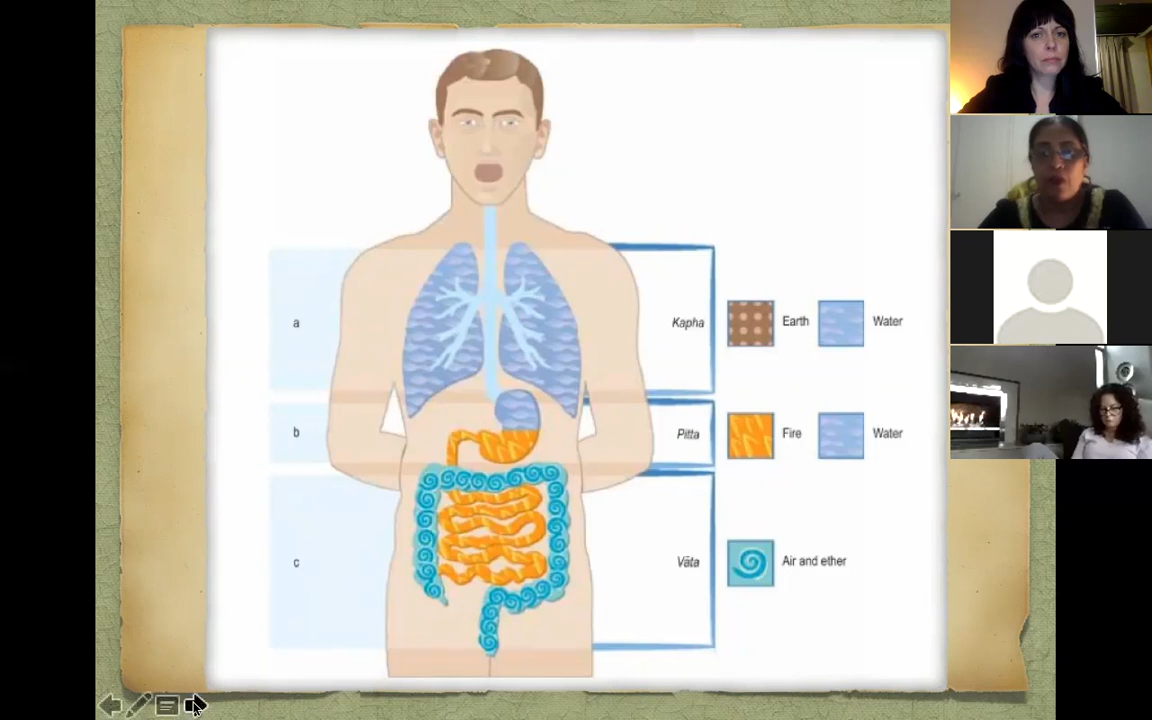 a
Kapha
Earth
Water
b
Pitta
Fire
Water
c
Vāta
Air and ether